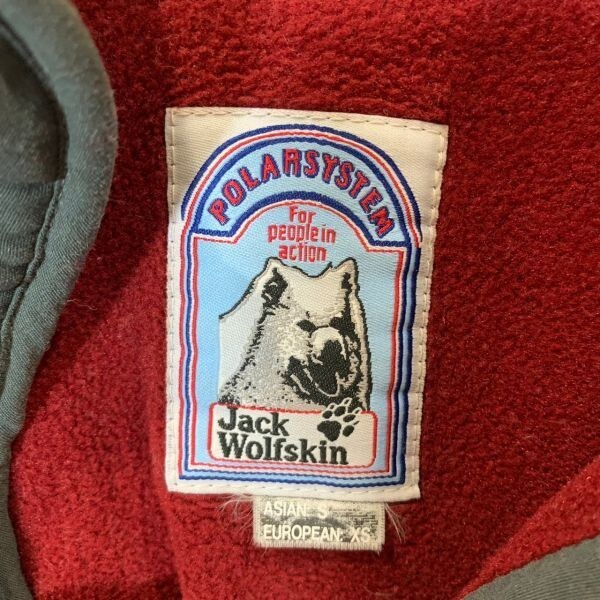 POLARSYSTEM
For
people in
action
Jack
Wolfskin
ASIAN: S
EUROPEAN: XS